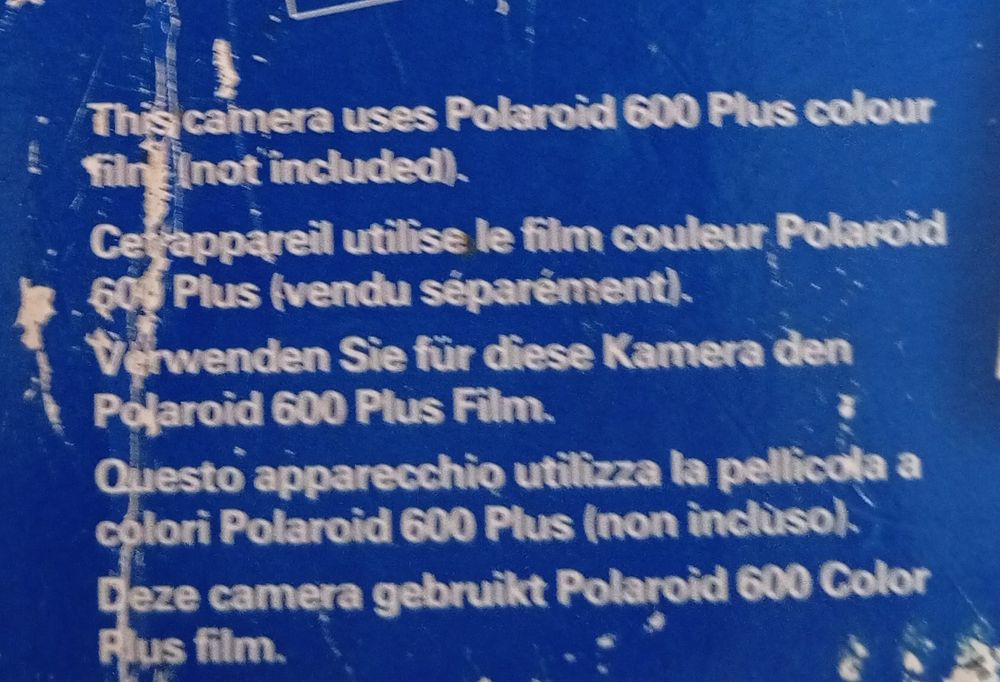 This camera uses Polaroid 600 Plus colour
film (not included).
Cet appareil utilise le film couleur Polaroid
600 Plus (vendu séparément).
Verwenden Sie für diese Kamera den
Polaroid 600 Plus Film.
Questo apparecchio utilizza la pellicola a
colori Polaroid 600 Plus (non incluso).
Deze camera gebruikt Polaroid 600 Color
Plus film.